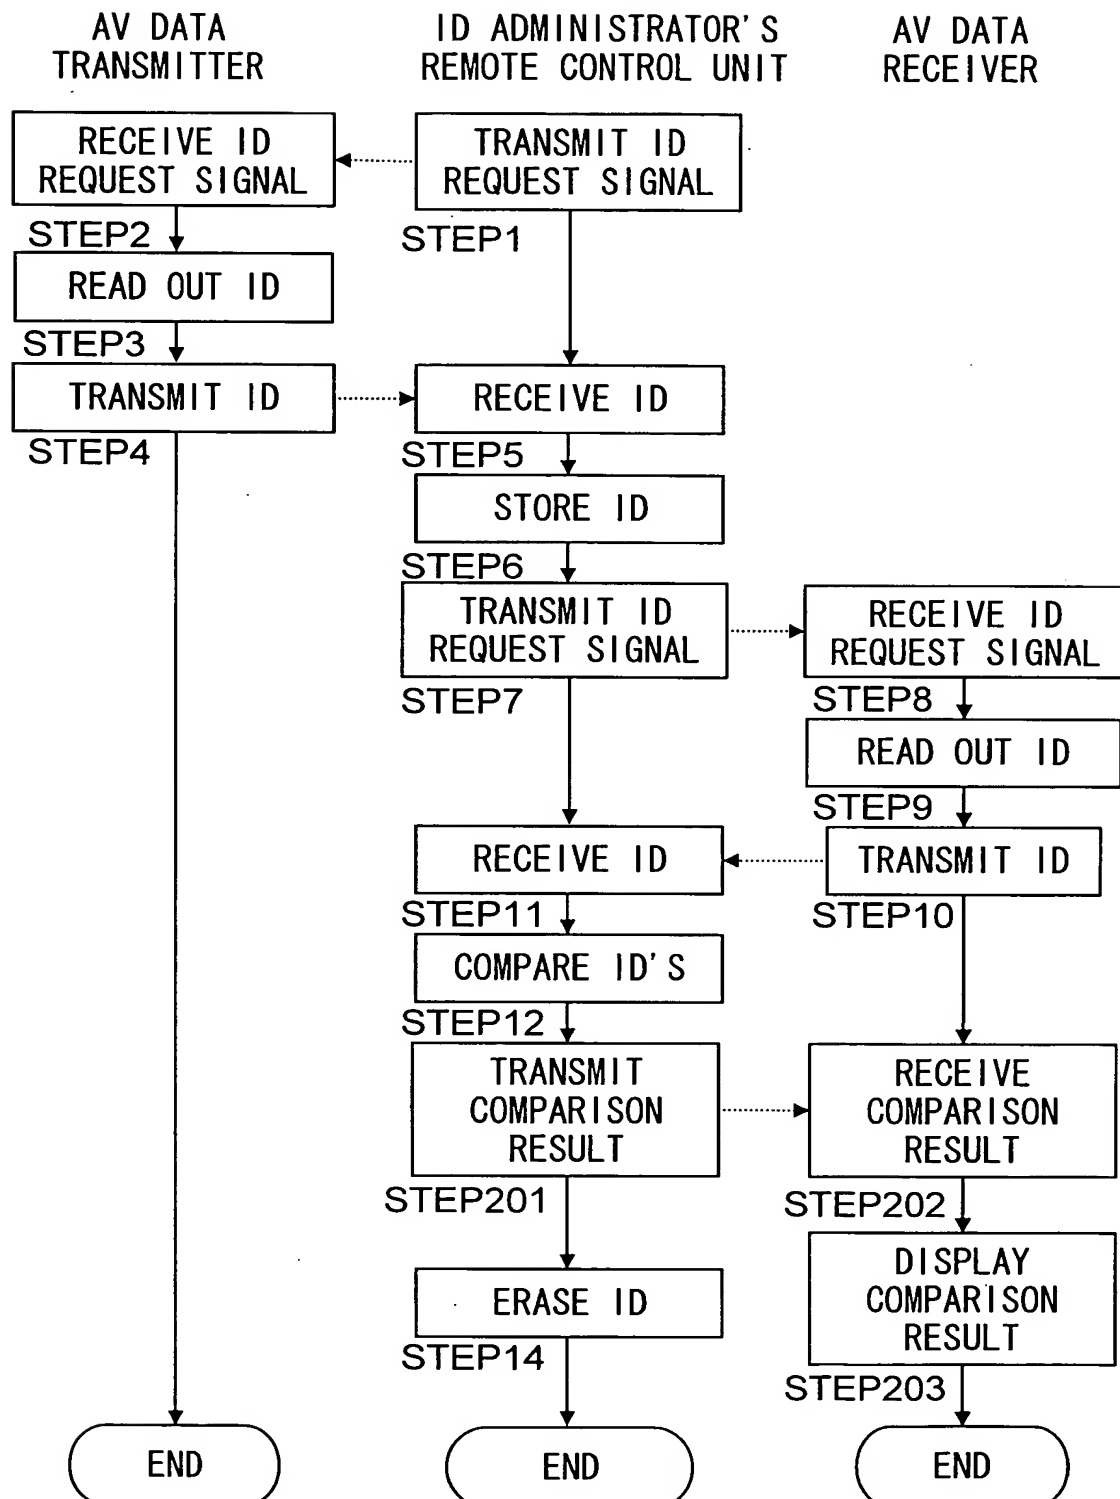 AV DATA
TRANSMITTER
ID ADMINISTRATOR'S
REMOTE CONTROL UNIT
AV DATA
RECEIVER
RECEIVE ID
REQUEST SIGNAL
TRANSMIT ID
REQUEST SIGNAL
STEP2
STEP1
READ OUT ID
STEP3
TRANSMIT ID
RECEIVE ID
STEP4
STEP5
STORE ID
STEP6
TRANSMIT ID
REQUEST SIGNAL
RECEIVE ID
REQUEST SIGNAL
STEP7
STEP8
READ OUT ID
STEP9
RECEIVE ID
TRANSMIT ID
STEP11
STEP10
COMPARE ID'S
STEP12
TRANSMIT
COMPARISON
RESULT
RECEIVE
COMPARISON
RESULT
STEP201
STEP202
ERASE ID
DISPLAY
COMPARISON
RESULT
STEP14
STEP203
END
END
END